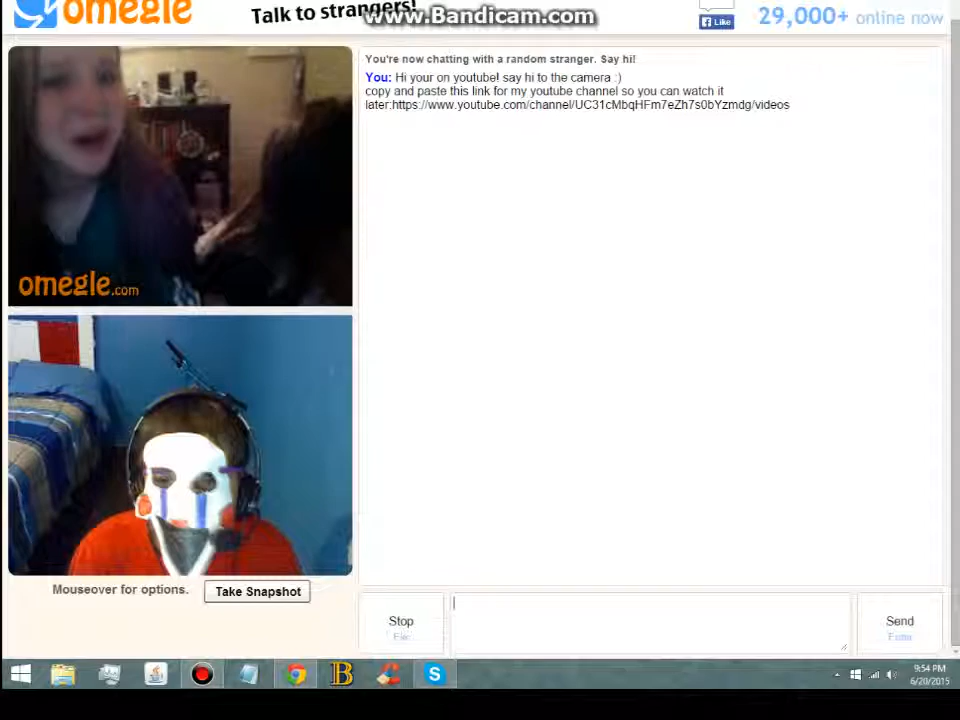 omegle
Talk to strangers!
www.Bandicam.com
Like
29,000+ online now
You're now chatting with a random stranger. Say hi!
You: Hi your on youtube! say hi to the camera :)
copy and paste this link for my youtube channel so you can watch it
later:https://www.youtube.com/channel/UC31cMbqHFm7eZh7s0bYzmdg/videos
omegle.com
Mouseover for options.
Take Snapshot
Stop
Esc
Send
Enter
9:54 PM
6/20/2015